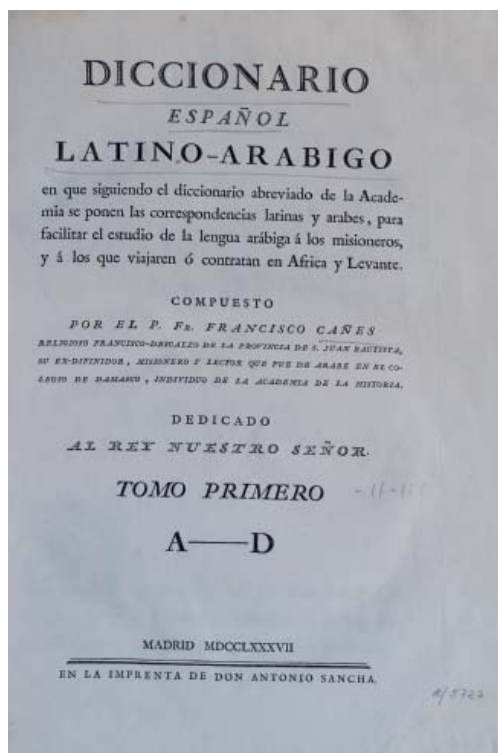 DICCIONARIO
ESPAÑOL
LATINO-ARABIGO
en que siguiendo el diccionario abreviado de la Acade-
mia se ponen las correspondencias latinas y arabes, para
facilitar el estudio de la lengua arábiga á los misioneros,
y á los que viajaren ó contratan en Africa y Levante.
COMPUESTO
POR EL P. Fr. FRANCISCO CAÑES
RELIGIOSO FRANCISCO-DESCALZO DE LA PROVINCIA DE S. JUAN BAUTISTA,
SU EX-DIFINIDOR, MISIONERO Y LECTOR QUE FUE DE ARABE EN EL CO-
LEGIO DE DAMASCO, INDIVIDUO DE LA ACADEMIA DE LA HISTORIA.
DEDICADO
AL REY NUESTRO SEÑOR.
TOMO PRIMERO
A——D
MADRID MDCCLXXXVII
EN LA IMPRENTA DE DON ANTONIO SANCHA.